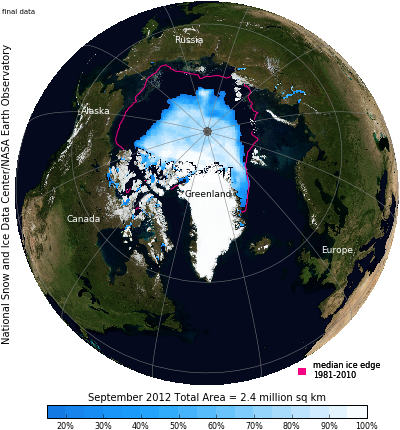 final data
National Snow and Ice Data Center/NASA Earth Observatory
Russia
Alaska
Greenland
Canada
Europe
median ice edge
1981-2010
September 2012 Total Area = 2.4 million sq km
20% 30% 40% 50% 60% 70% 80% 90% 100%